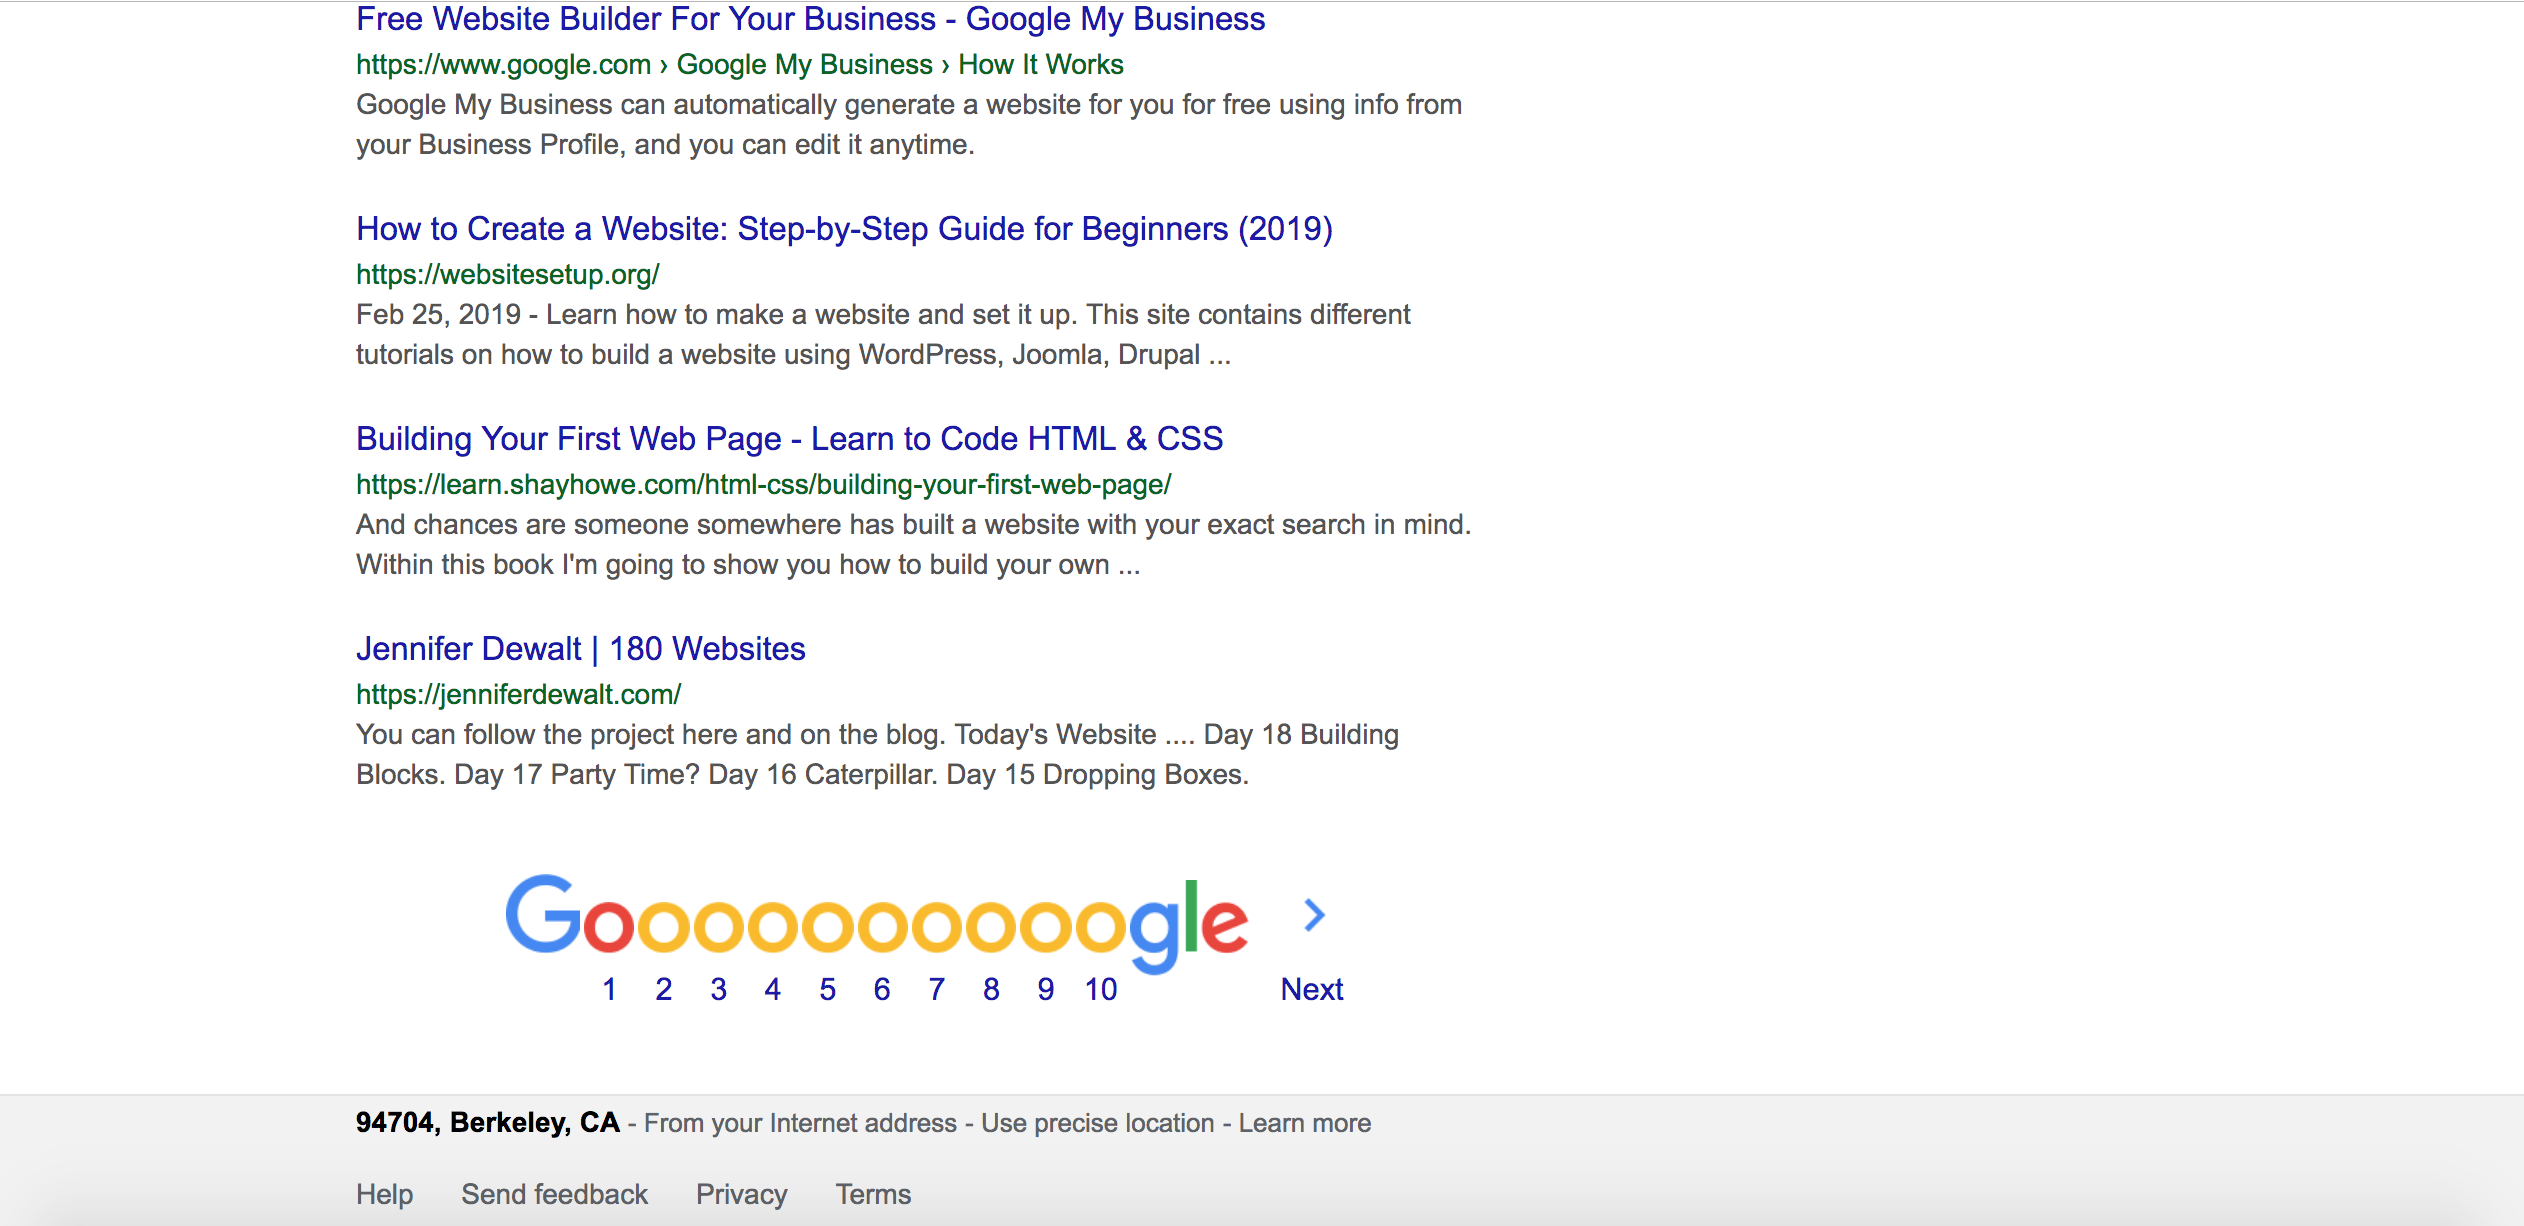 Free Website Builder For Your Business - Google My Business
https://www.google.com › Google My Business › How It Works
Google My Business can automatically generate a website for you for free using info from
your Business Profile, and you can edit it anytime.
How to Create a Website: Step-by-Step Guide for Beginners (2019)
https://websitesetup.org/
Feb 25, 2019 - Learn how to make a website and set it up. This site contains different
tutorials on how to build a website using WordPress, Joomla, Drupal ...
Building Your First Web Page - Learn to Code HTML & CSS
https://learn.shayhowe.com/html-css/building-your-first-web-page/
And chances are someone somewhere has built a website with your exact search in mind.
Within this book I'm going to show you how to build your own ...
Jennifer Dewalt | 180 Websites
https://jenniferdewalt.com/
You can follow the project here and on the blog. Today's Website .... Day 18 Building
Blocks. Day 17 Party Time? Day 16 Caterpillar. Day 15 Dropping Boxes.
Goooooooooogle >
1 2 3 4 5 6 7 8 9 10 Next
94704, Berkeley, CA - From your Internet address - Use precise location - Learn more
Help Send feedback Privacy Terms